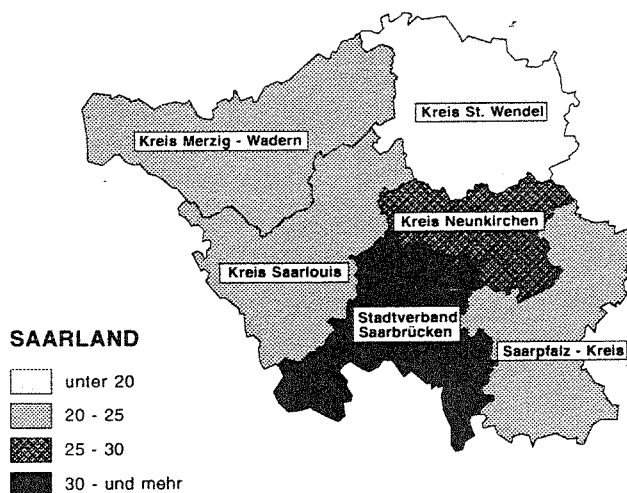 Kreis St. Wendel
Kreis Merzig - Wadern
Kreis Neunkirchen
Kreis Saarlouis
Stadtverband
Saarbrücken
Saarpfalz - Kreis
SAARLAND
unter 20
20 - 25
25 - 30
30 - und mehr